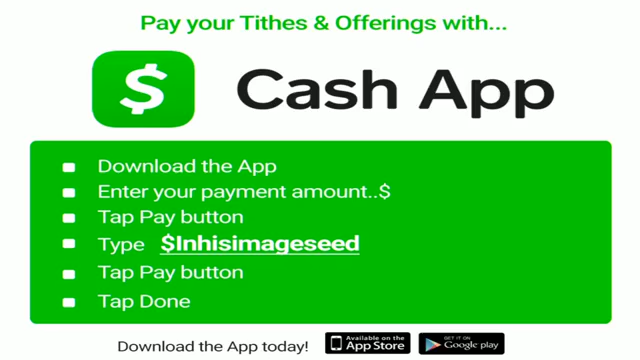 Pay your Tithes & Offerings with...
$ Cash App
Download the App
Enter your payment amount..$
Tap Pay button
Type $Inhisimageseed
Tap Pay button
Tap Done
Download the App today!
Available on the
App Store
GET IT ON
Google play